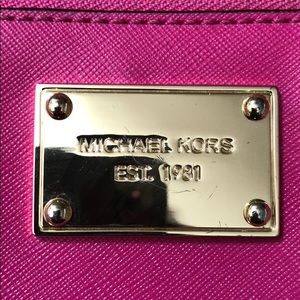 MICHAEL KORS
EST. 1981